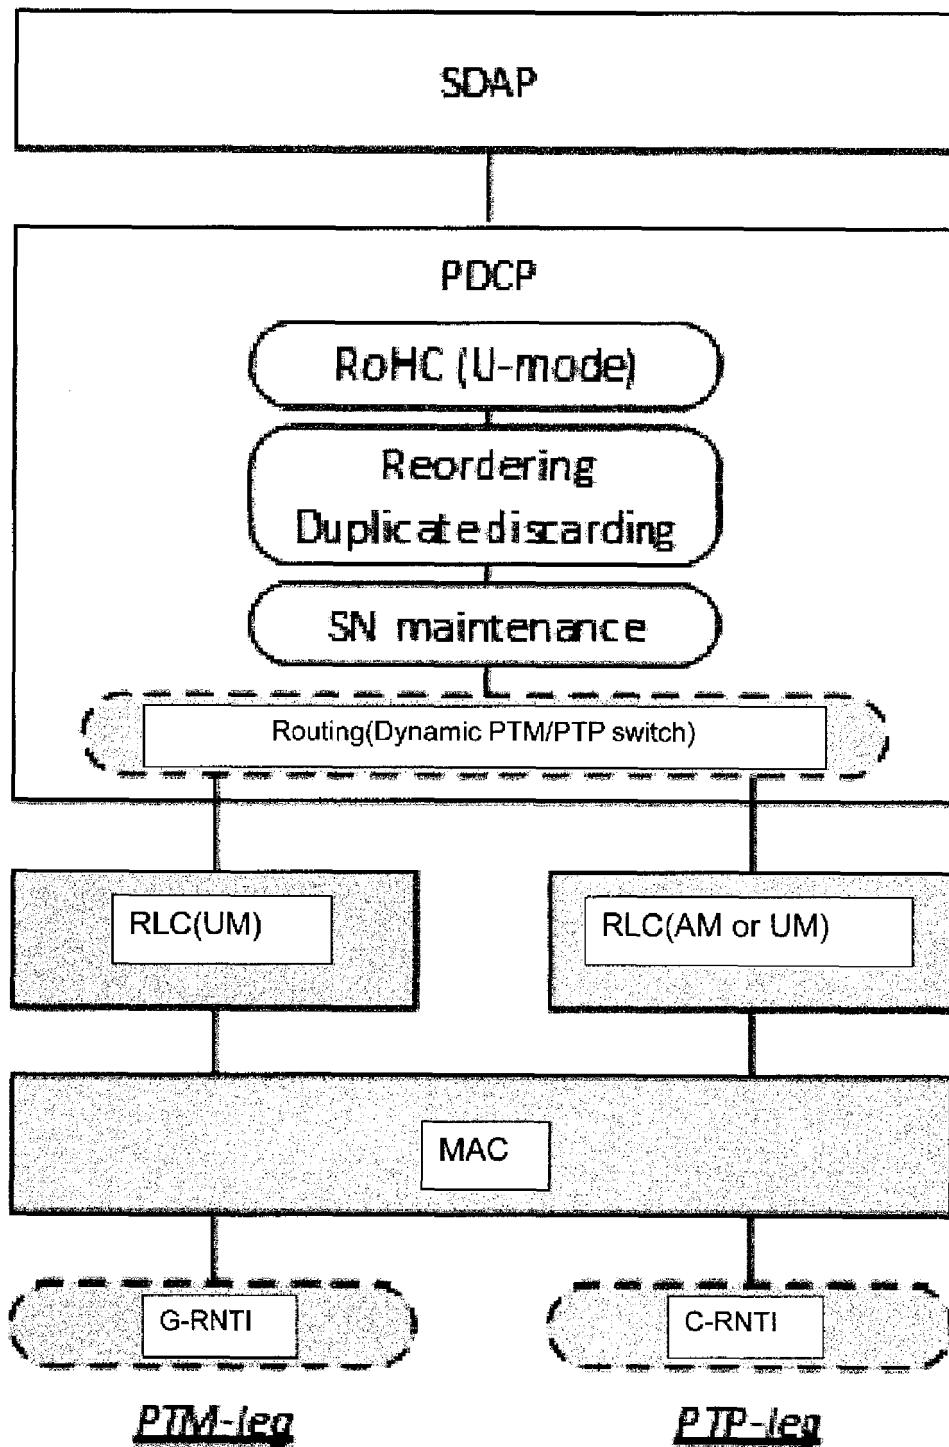 SDAP
PDCP
RoHC (U-mode)
Reordering
Duplicate discarding
SN maintenance
Routing(Dynamic PTM/PTP switch)
RLC(UM)
RLC(AM or UM)
MAC
G-RNTI
C-RNTI
PTM-leg
PTP-leg